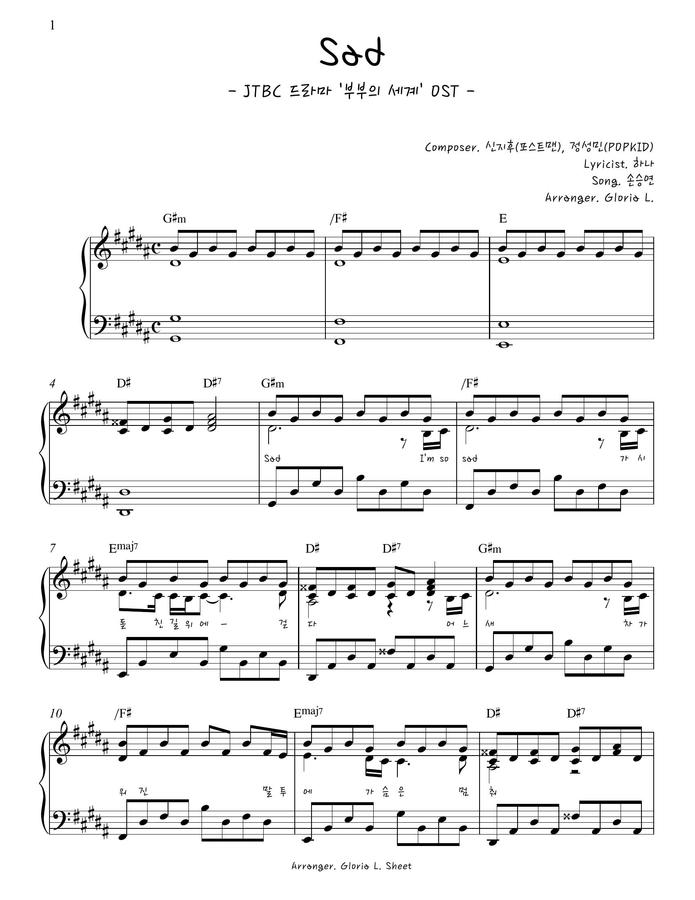 1
Sad
- JTBC 드라마 '부부의 세계' OST -
Composer. 신지후(포스트맨), 정성민(POPKID)
Lyricist. 하나
Song. 손승연
Arranger. Gloria L.
G#m /F# E
4 D# D#7 G#m /F#
Sad I'm so sad 가 시
7 Emaj7 D# D#7 G#m
돋 친 길 위 에 - 걷 다 어 느 새 차 가
10 /F# Emaj7 D# D#7
워 진 말 투 에 가 슴 은 멈 춰
Arranger. Gloria L. Sheet